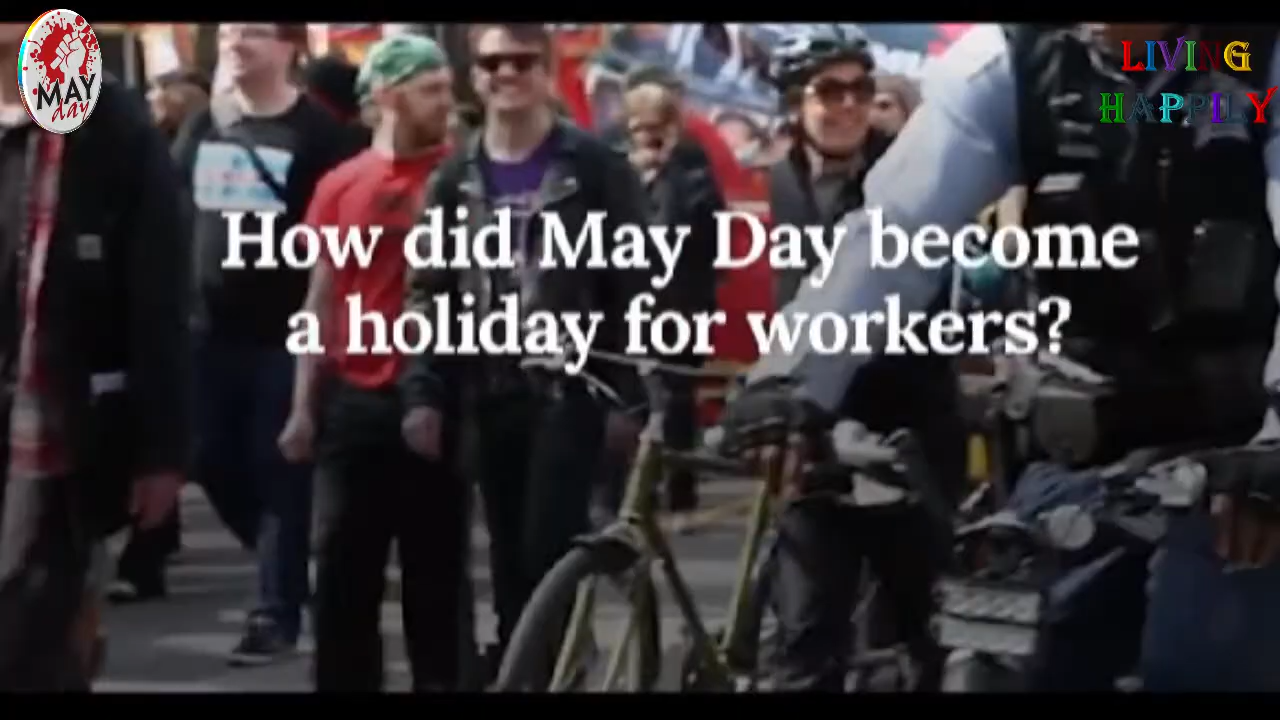 MAY
day
LIVING
HAPPILY
How did May Day become
a holiday for workers?